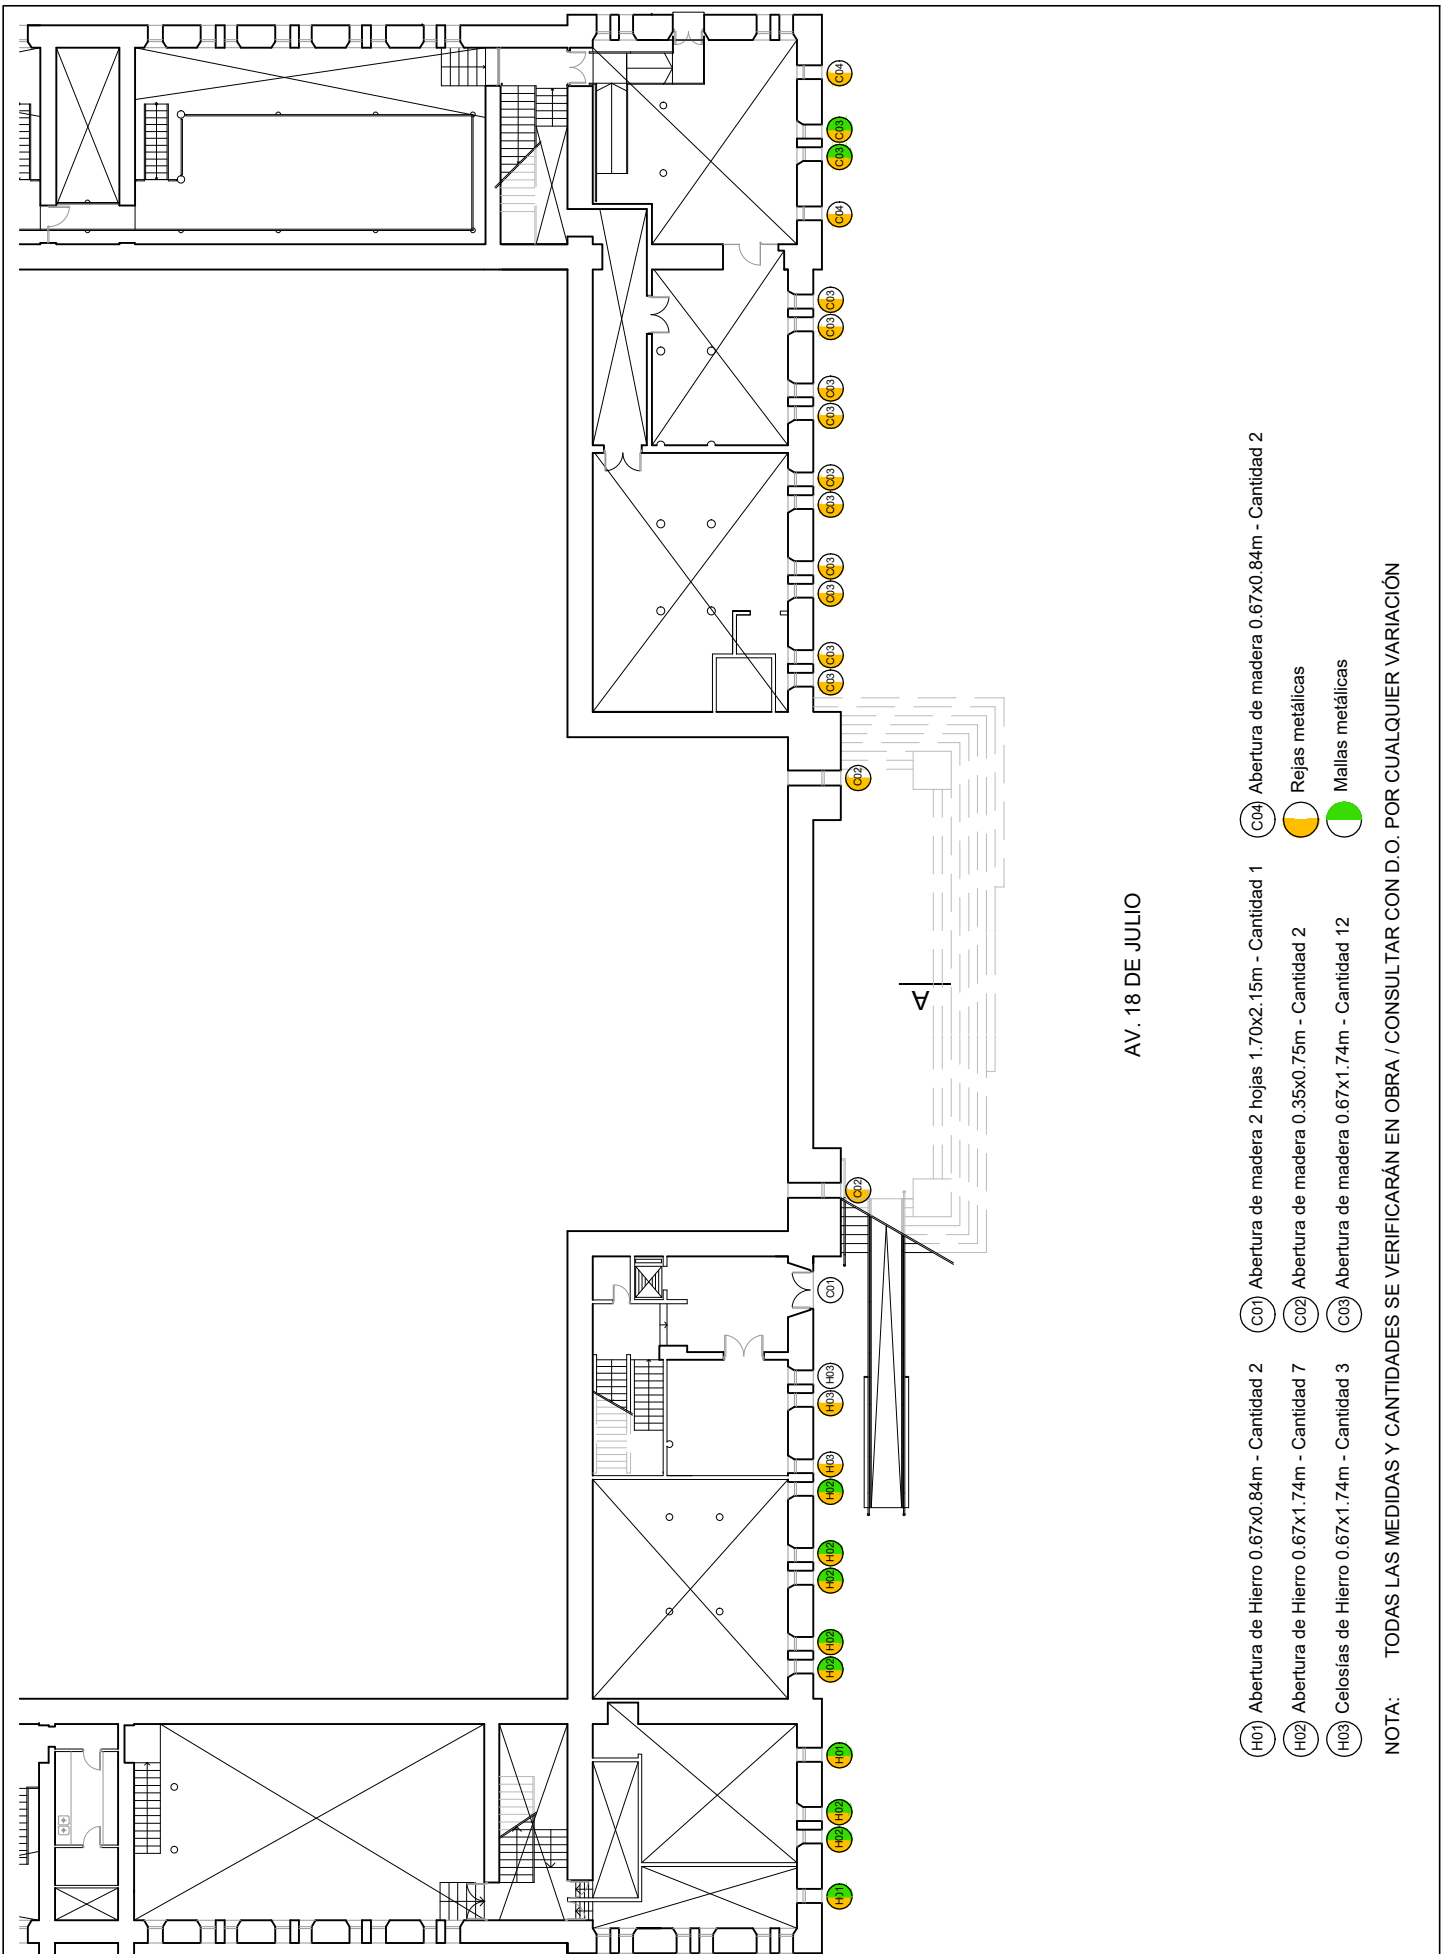 H01
H02
H02
H01
H02
H02
H02
H02
H02
H03
H03
H03
C01
C02
C02
C03
C03
C03
C03
C03
C03
C03
C03
C03
C03
C04
C03
C03
C04
A
AV. 18 DE JULIO
H01 Abertura de Hierro 0.67x0.84m - Cantidad 2
H02 Abertura de Hierro 0.67x1.74m - Cantidad 7
H03 Celosías de Hierro 0.67x1.74m - Cantidad 3
C01 Abertura de madera 2 hojas 1.70x2.15m - Cantidad 1
C02 Abertura de madera 0.35x0.75m - Cantidad 2
C03 Abertura de madera 0.67x1.74m - Cantidad 12
C04 Abertura de madera 0.67x0.84m - Cantidad 2
Rejas metálicas
Mallas metálicas
NOTA: TODAS LAS MEDIDAS Y CANTIDADES SE VERIFICARÁN EN OBRA / CONSULTAR CON D.O. POR CUALQUIER VARIACIÓN